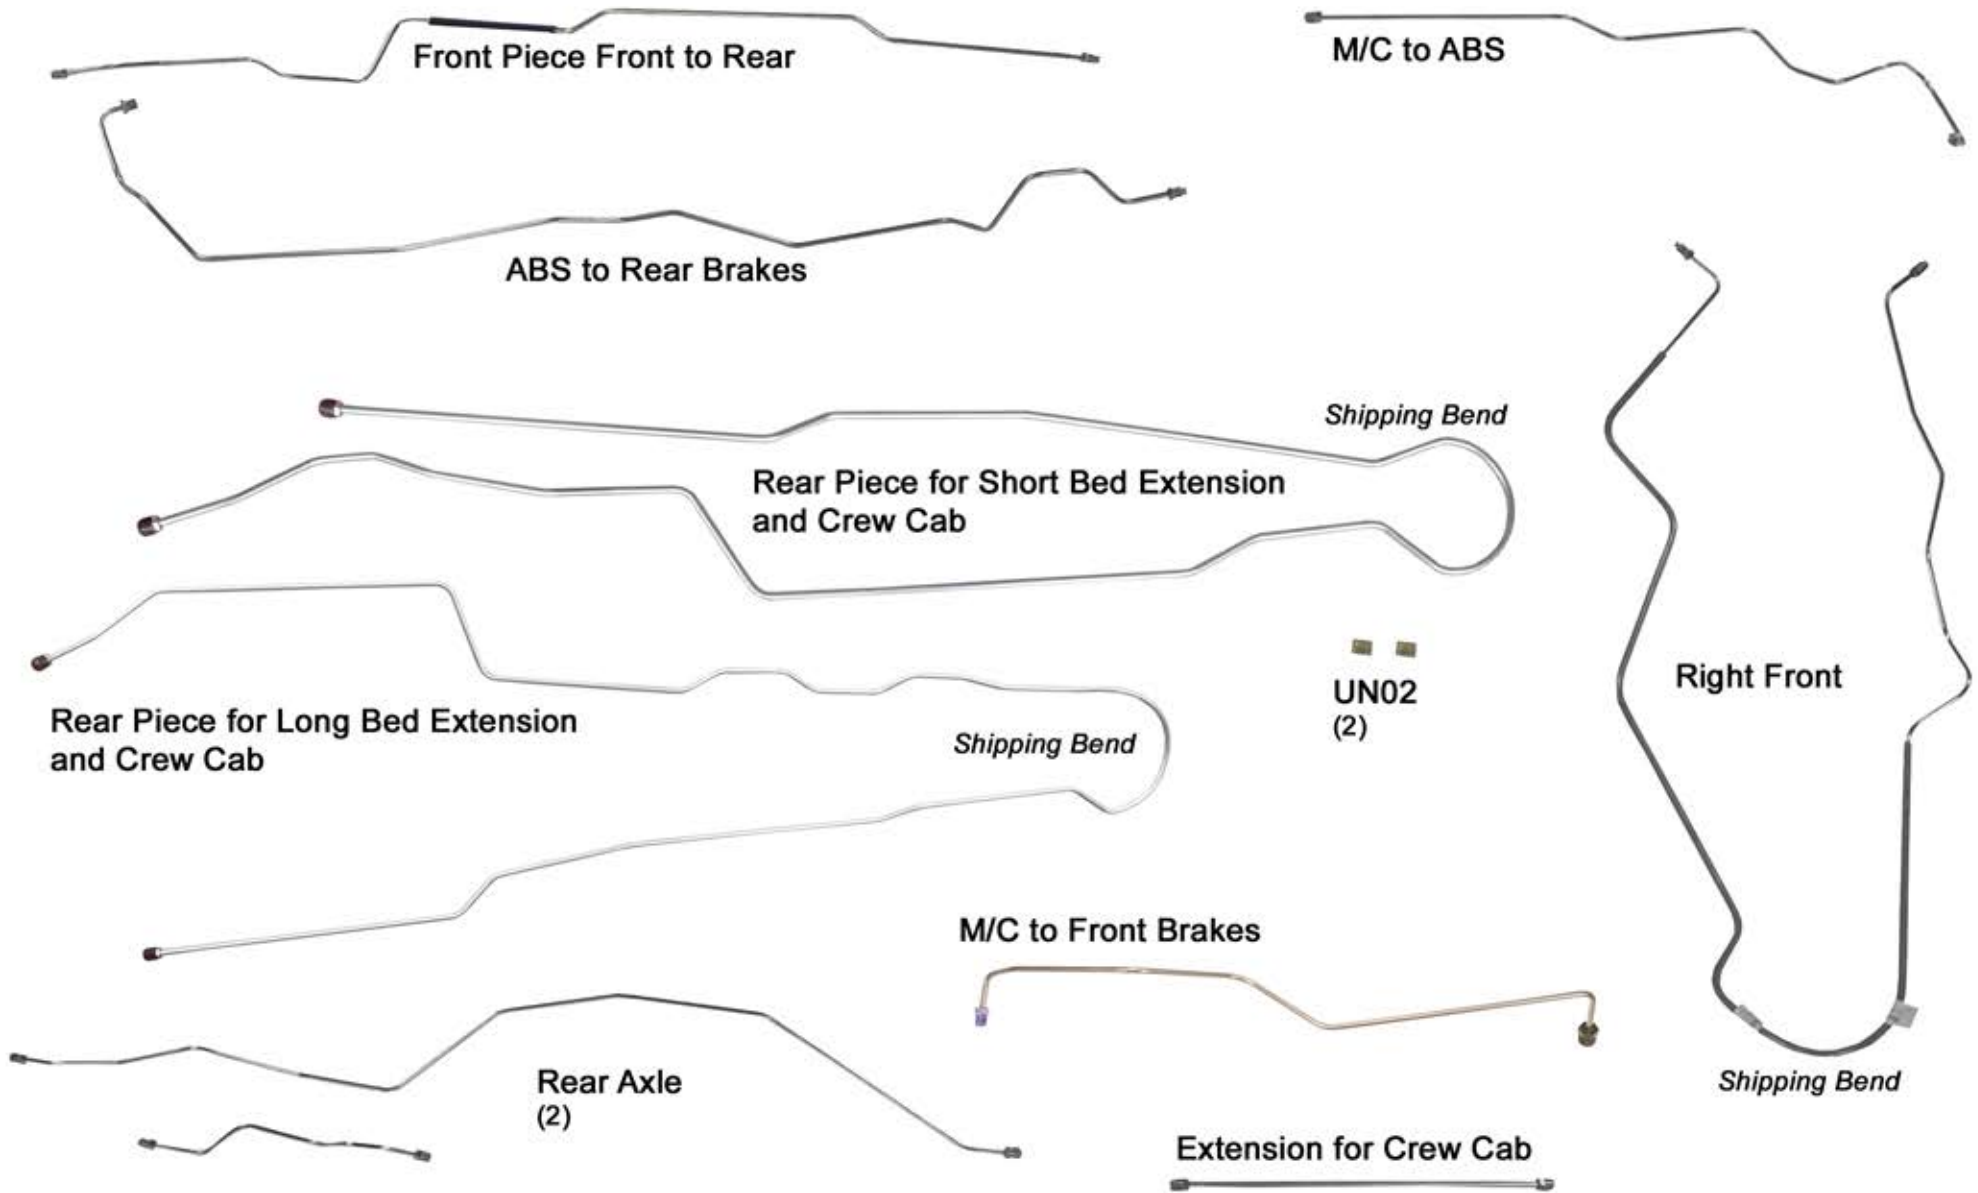 Front Piece Front to Rear
M/C to ABS
ABS to Rear Brakes
Shipping Bend
Rear Piece for Short Bed Extension
and Crew Cab
UN02
(2)
Right Front
Rear Piece for Long Bed Extension
and Crew Cab
Shipping Bend
M/C to Front Brakes
Rear Axle
(2)
Shipping Bend
Extension for Crew Cab